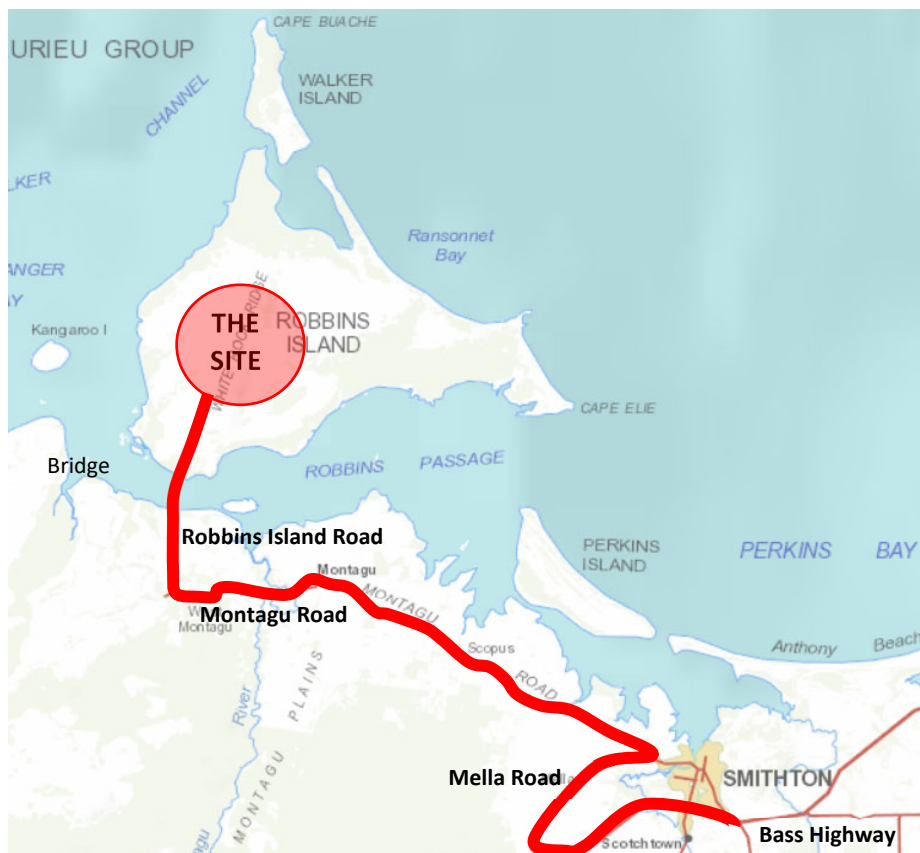 CAPE BUACHE
URIEU GROUP
WALKER
ISLAND
CHANNEL
LKER
Ransonnet
Bay
ANGER
AY
THE
SITE
ROBBINS
ISLAND
Kangaroo I
CAPE ELIE
Bridge
ROBBINS PASSAGE
Robbins Island Road
PERKINS
ISLAND
PERKINS BAY
Montagu
MONTAGU
ROAD
Montagu Road
Montagu
Scopus
Anthony Beach
River
MONTAGU PLAINS
Mella Road
SMITHTON
Bass Highway
Scotchtown
agu